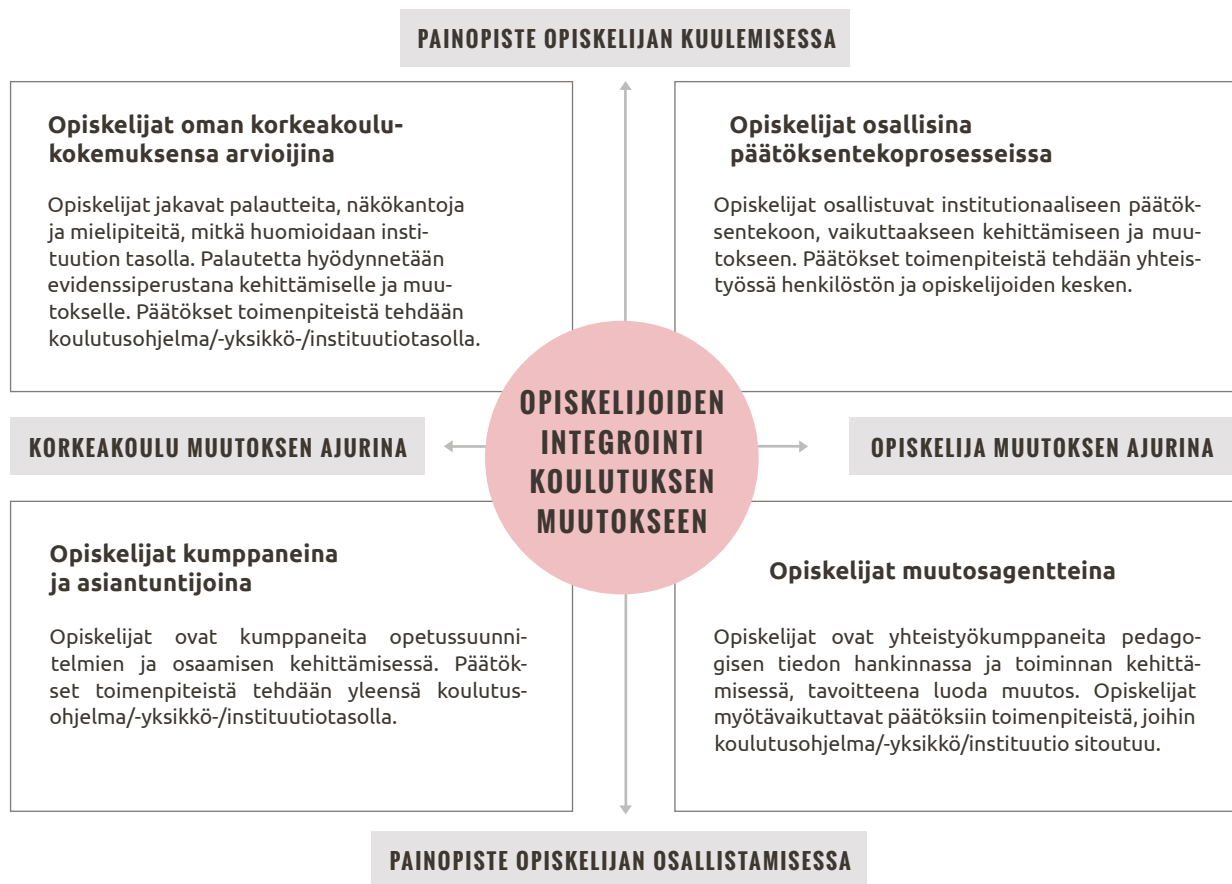 PAINOPISTE OPISKELIJAN KUULEMISESSA
Opiskelijat oman korkeakoulu-
kokemuksensa arvioijina
Opiskelijat jakavat palautteita, näkökantoja
ja mielipiteitä, mitkä huomioidaan insti-
tuution tasolla. Palautetta hyödynnetään
evidenssiperustana kehittämiselle ja muu-
tokselle. Päätökset toimenpiteistä tehdään
koulutusohjelma/-yksikkö-/instituutiotasolla.
Opiskelijat osallisina
päätöksentekoprosesseissa
Opiskelijat osallistuvat institutionaaliseen päätök-
sentekoon, vaikuttaakseen kehittämiseen ja muu-
tokseen. Päätökset toimenpiteistä tehdään yhteis-
työssä henkilöstön ja opiskelijoiden kesken.
KORKEAKOULU MUUTOKSEN AJURINA
OPISKELIJOIDEN
INTEGROINTI
KOULUTUKSEN
MUUTOKSEEN
OPISKELIJA MUUTOKSEN AJURINA
Opiskelijat kumppaneina
ja asiantuntijoina
Opiskelijat ovat kumppaneita opetussuunni-
telmien ja osaamisen kehittämisessä. Päätök-
set toimenpiteistä tehdään yleensä koulutus-
ohjelma/-yksikkö-/instituutiotasolla.
Opiskelijat muutosagentteina
Opiskelijat ovat yhteistyökumppaneita pedago-
gisen tiedon hankinnassa ja toiminnan kehittä-
misessä, tavoitteena luoda muutos. Opiskelijat
myötävaikuttavat päätöksiin toimenpiteistä, joihin
koulutusohjelma/-yksikkö/instituutio sitoutuu.
PAINOPISTE OPISKELIJAN OSALLISTAMISESSA